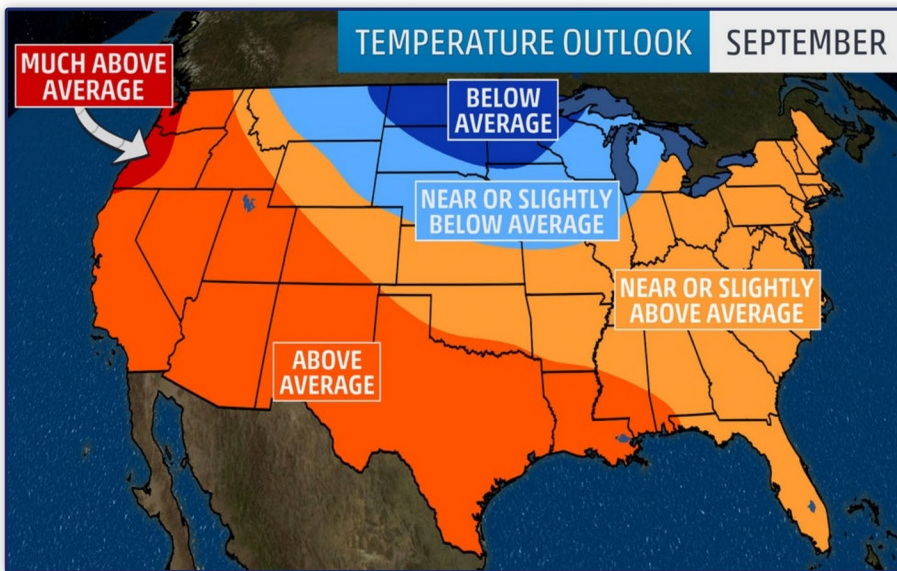 TEMPERATURE OUTLOOK SEPTEMBER
MUCH ABOVE
AVERAGE
BELOW
AVERAGE
NEAR OR SLIGHTLY
BELOW AVERAGE
NEAR OR SLIGHTLY
ABOVE AVERAGE
ABOVE
AVERAGE